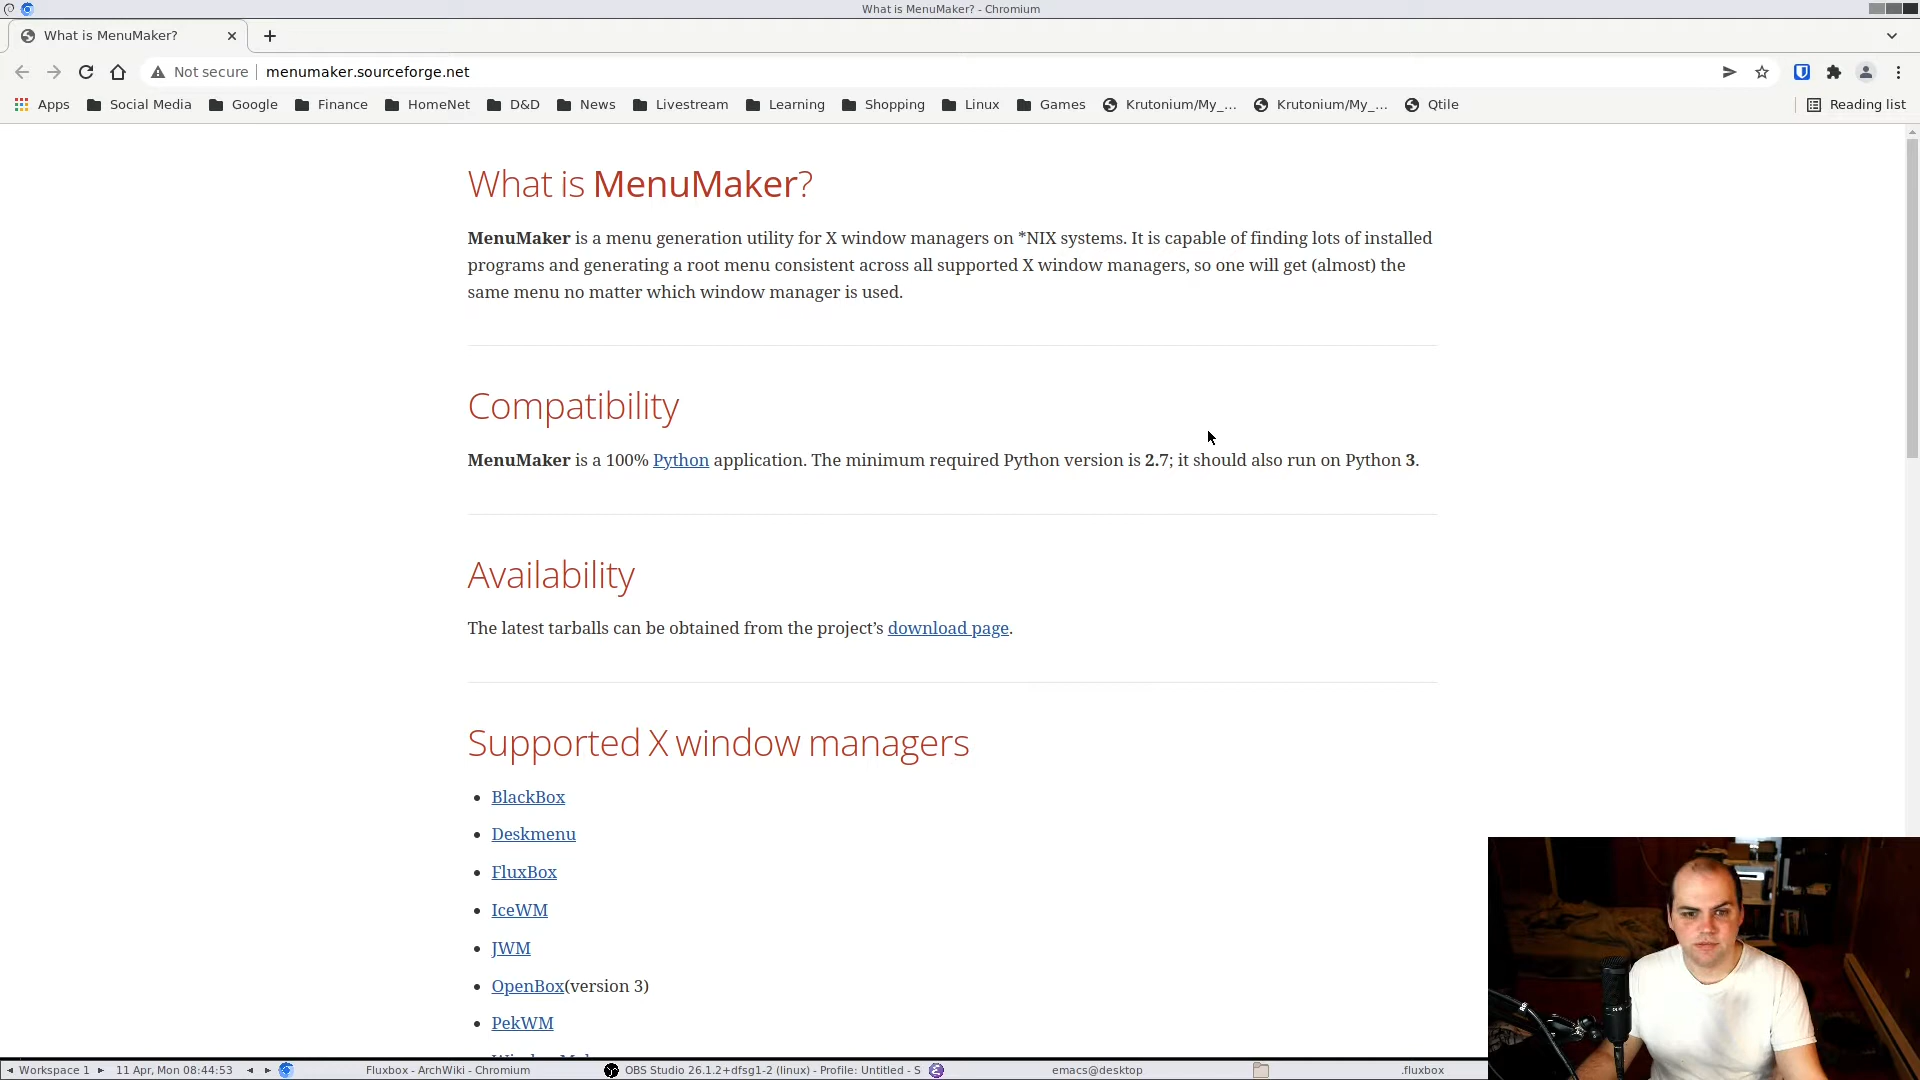 What is MenuMaker? - Chromium
What is MenuMaker?
Not secure
menumaker.sourceforge.net
Apps
Social Media
Google
Finance
HomeNet
D&D
News
Livestream
Learning
Shopping
Linux
Games
Krutonium/My_...
Krutonium/My_...
Qtile
Reading list
What is MenuMaker?
MenuMaker is a menu generation utility for X window managers on *NIX systems. It is capable of finding lots of installed
programs and generating a root menu consistent across all supported X window managers, so one will get (almost) the
same menu no matter which window manager is used.
Compatibility
MenuMaker is a 100% Python application. The minimum required Python version is 2.7; it should also run on Python 3.
Availability
The latest tarballs can be obtained from the project’s download page.
Supported X window managers
• BlackBox
• Deskmenu
• FluxBox
• IceWM
• JWM
• OpenBox(version 3)
• PekWM
Workspace 1
11 Apr, Mon 08:44:53
Fluxbox - ArchWiki - Chromium
OBS Studio 26.1.2+dfsg1-2 (linux) - Profile: Untitled - S
emacs@desktop
.fluxbox